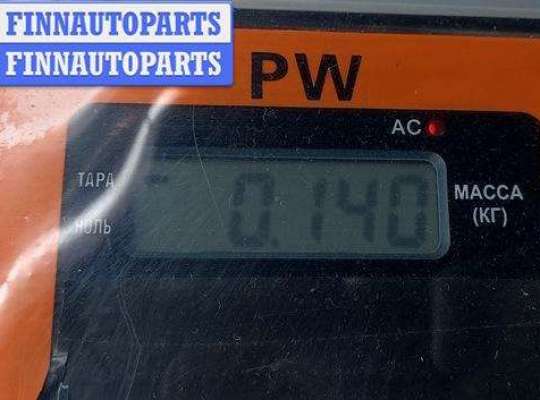 FINNAUTOPARTS
FINNAUTOPARTS
PW
AC
ТАРА
0.140
МАССА
(КГ)
НОЛЬ